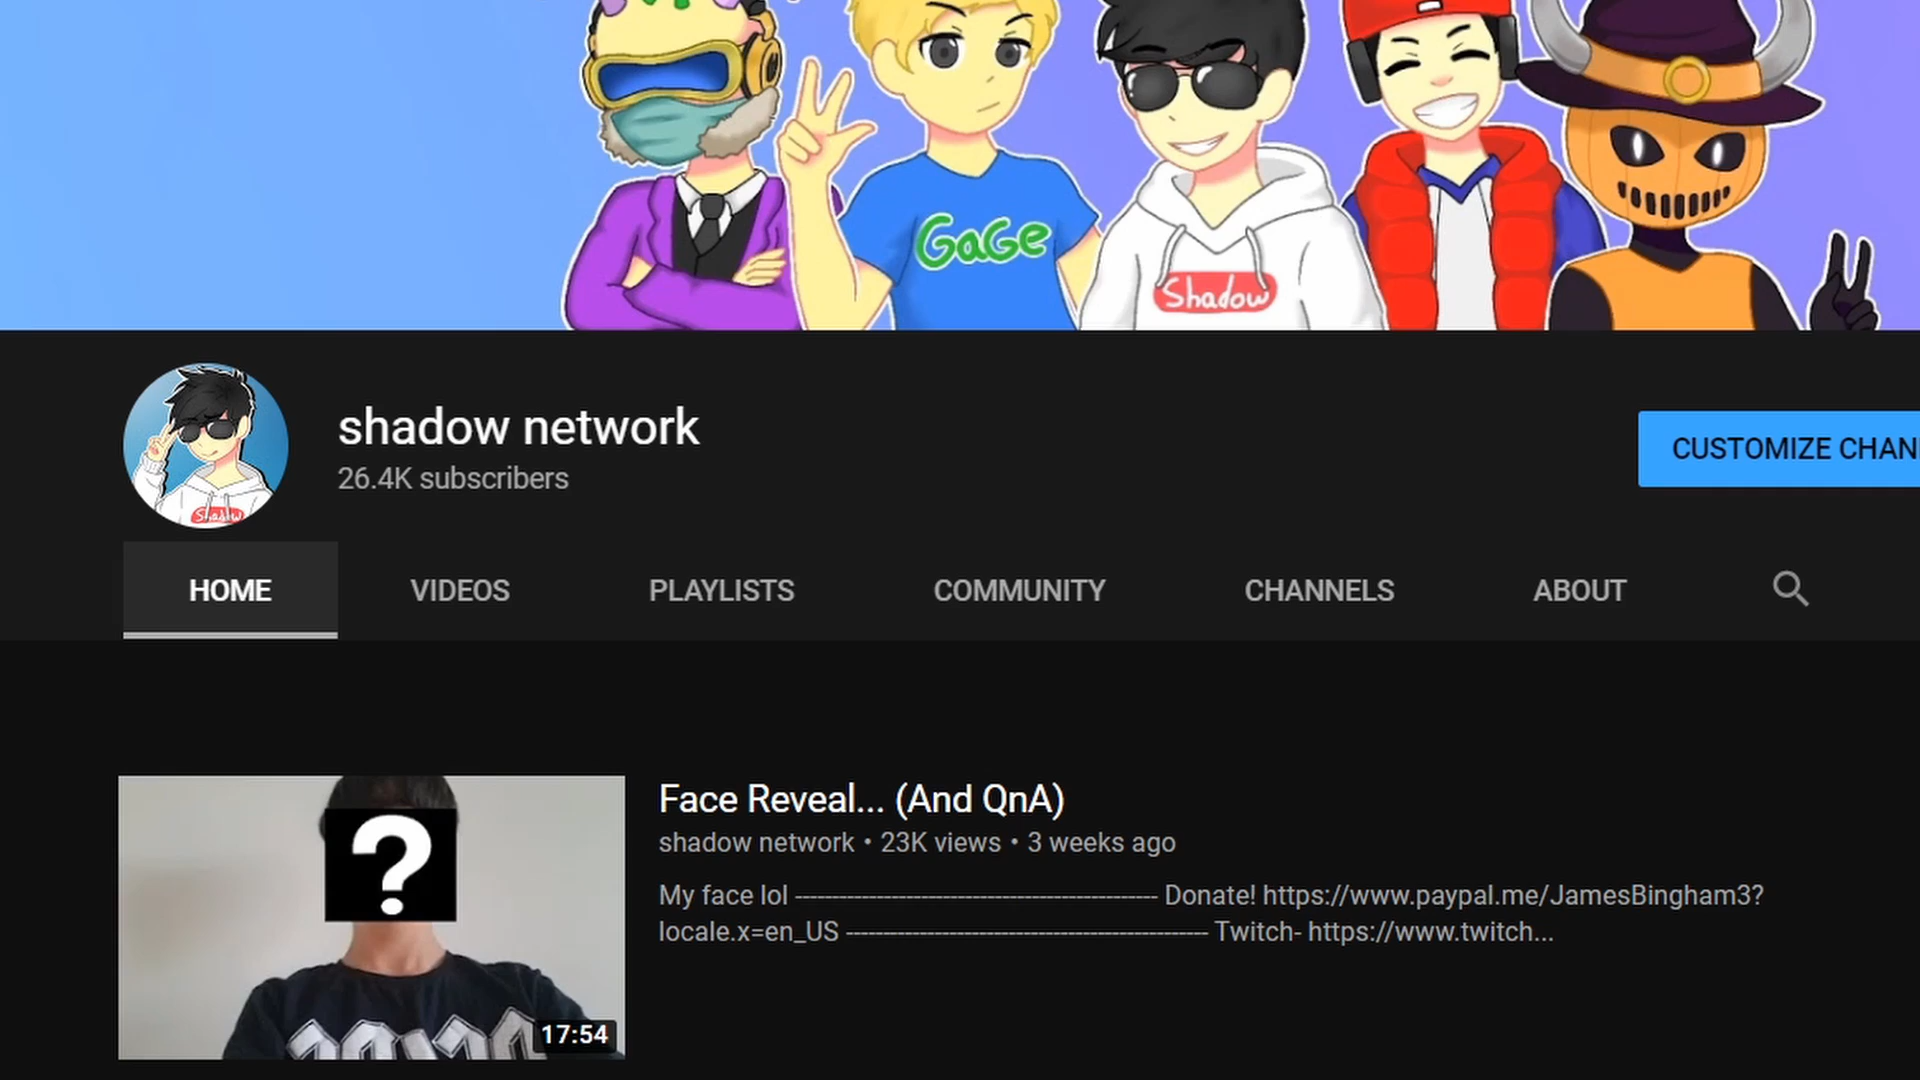 GaGe
Shadow
shadow network
26.4K subscribers
CUSTOMIZE
Shadow
HOME VIDEOS PLAYLISTS COMMUNITY CHANNELS ABOUT
?
Face Reveal... (And QnA)
shadow network • 23K views • 3 weeks ago
My face lol ------------------------------------------------- Donate! https://www.paypal.me/JamesBingham3?
locale.x=en_US ------------------------------------------------- Twitch- https://www.twitch...
17:54